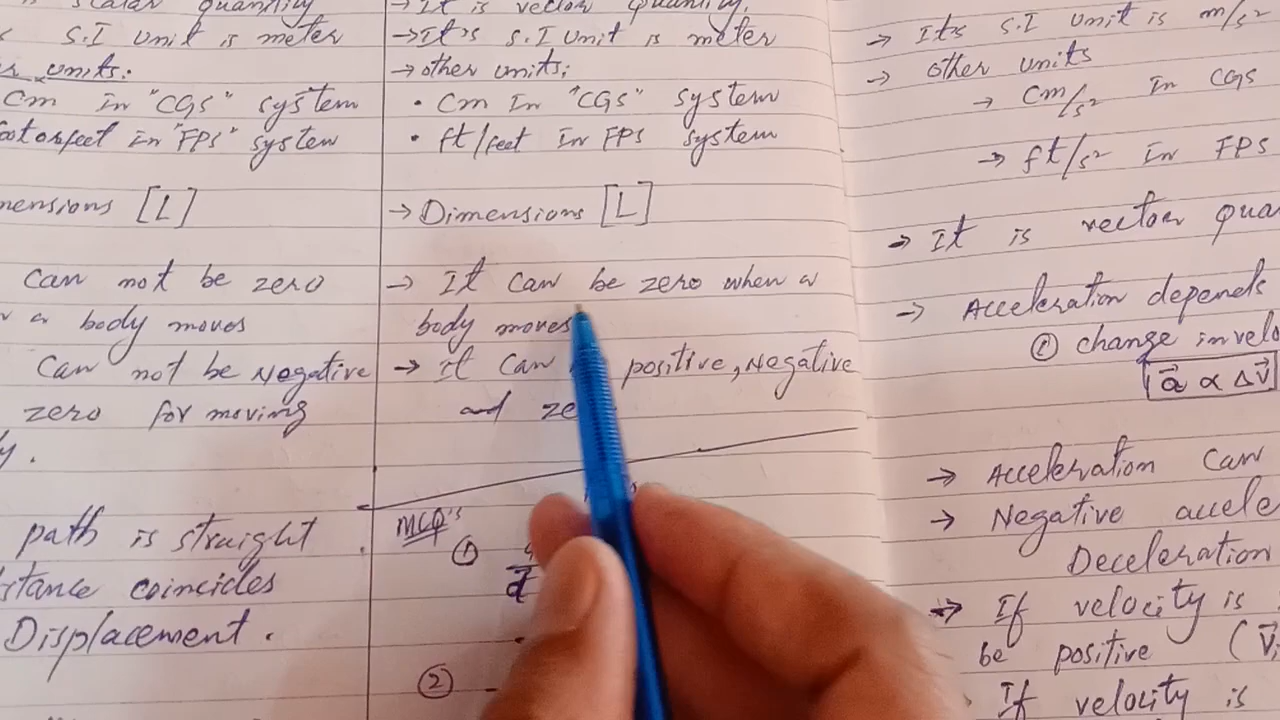 scalar quantity
S.I Unit is meter
units:
Cm In "CGS" system
feet In "FPS" system
mensions [L]
Can not be zero
a body moves
Can not be Negative
zero for moving
y.
path is straight
stance coincides
Displacement.
→ It is vector quantity.
→ It's S.I Unit is meter
→ other units;
• Cm In "CGS" system
• ft/feet In FPS system
→ Dimensions [L]
→ It Can be zero when a
body moves
→ It Can positive, Negative
and ze
MCQ's
①
d
②
→ Its S.I Unit is m/s²
→ Other units
→ Cm/s² In CGS
→ ft/s² In FPS
→ It is vector Qua
→ Acceleration depends
① change in velo
a⃗ ∝ Δv⃗
→ Acceleration Can
→ Negative accele
Deceleration
→ If velocity is
be positive (V⃗
If velocity is